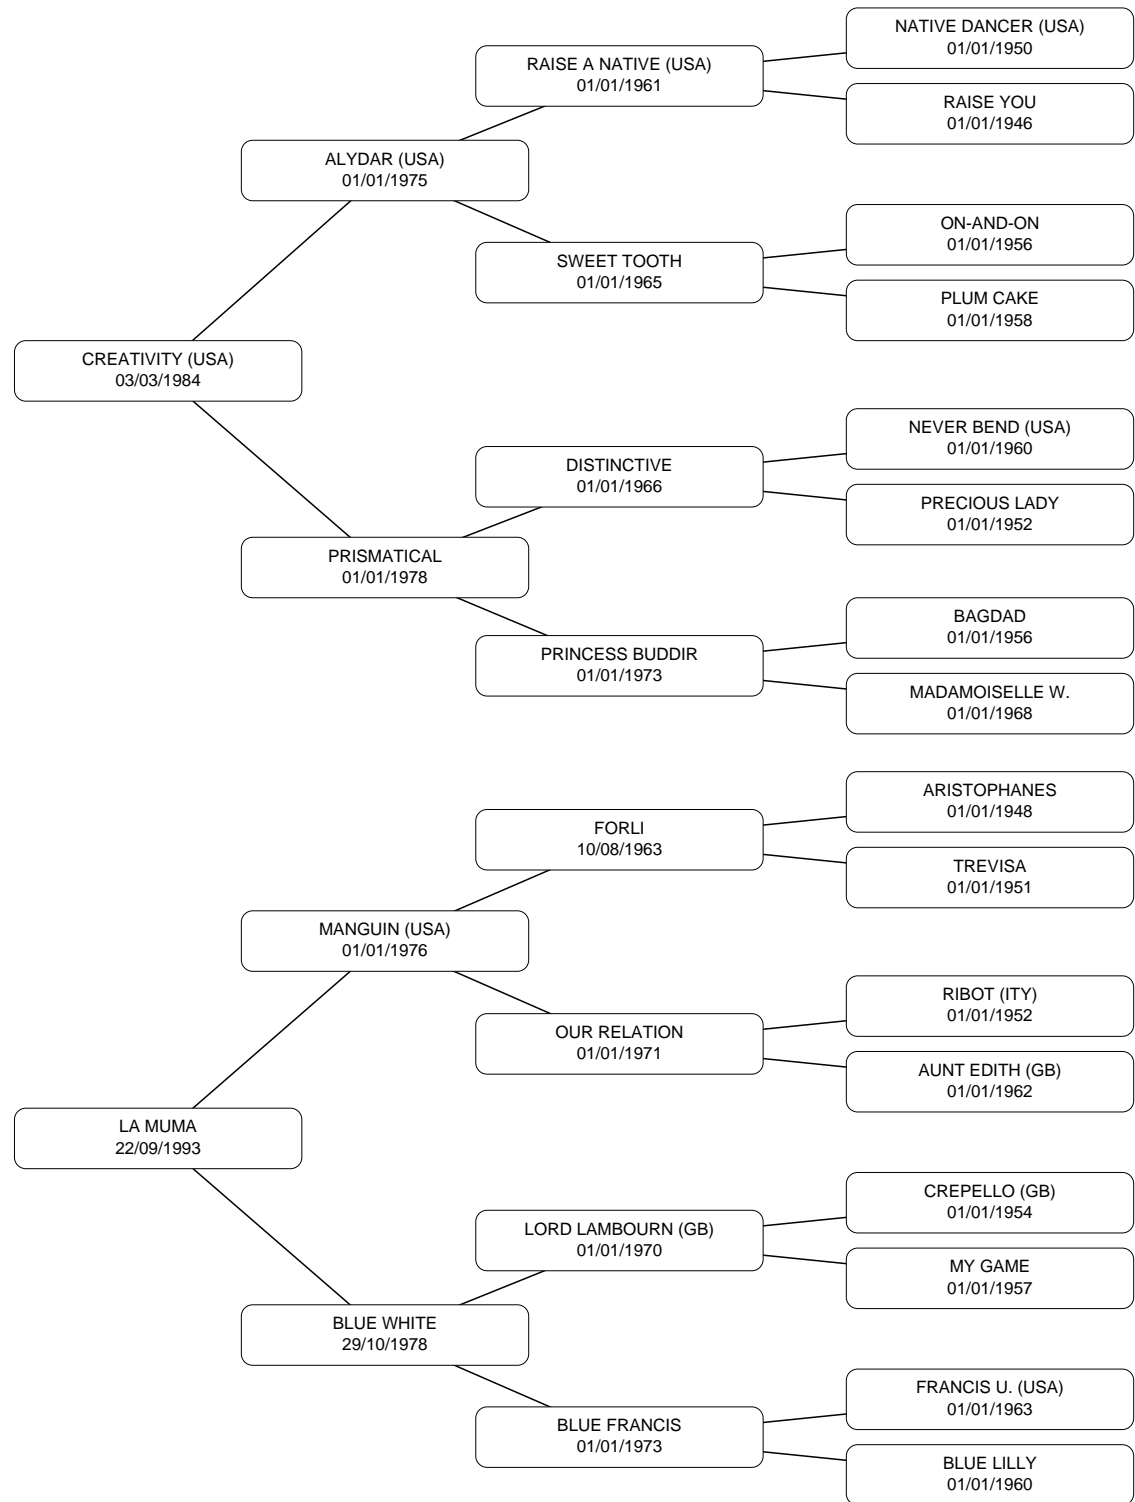 NATIVE DANCER (USA)
01/01/1950
RAISE A NATIVE (USA)
01/01/1961
RAISE YOU
01/01/1946
ALYDAR (USA)
01/01/1975
ON-AND-ON
01/01/1956
SWEET TOOTH
01/01/1965
PLUM CAKE
01/01/1958
CREATIVITY (USA)
03/03/1984
NEVER BEND (USA)
01/01/1960
DISTINCTIVE
01/01/1966
PRECIOUS LADY
01/01/1952
PRISMATICAL
01/01/1978
BAGDAD
01/01/1956
PRINCESS BUDDIR
01/01/1973
MADAMOISELLE W.
01/01/1968
ARISTOPHANES
01/01/1948
FORLI
10/08/1963
TREVISA
01/01/1951
MANGUIN (USA)
01/01/1976
RIBOT (ITY)
01/01/1952
OUR RELATION
01/01/1971
AUNT EDITH (GB)
01/01/1962
LA MUMA
22/09/1993
CREPELLO (GB)
01/01/1954
LORD LAMBOURN (GB)
01/01/1970
MY GAME
01/01/1957
BLUE WHITE
29/10/1978
FRANCIS U. (USA)
01/01/1963
BLUE FRANCIS
01/01/1973
BLUE LILLY
01/01/1960